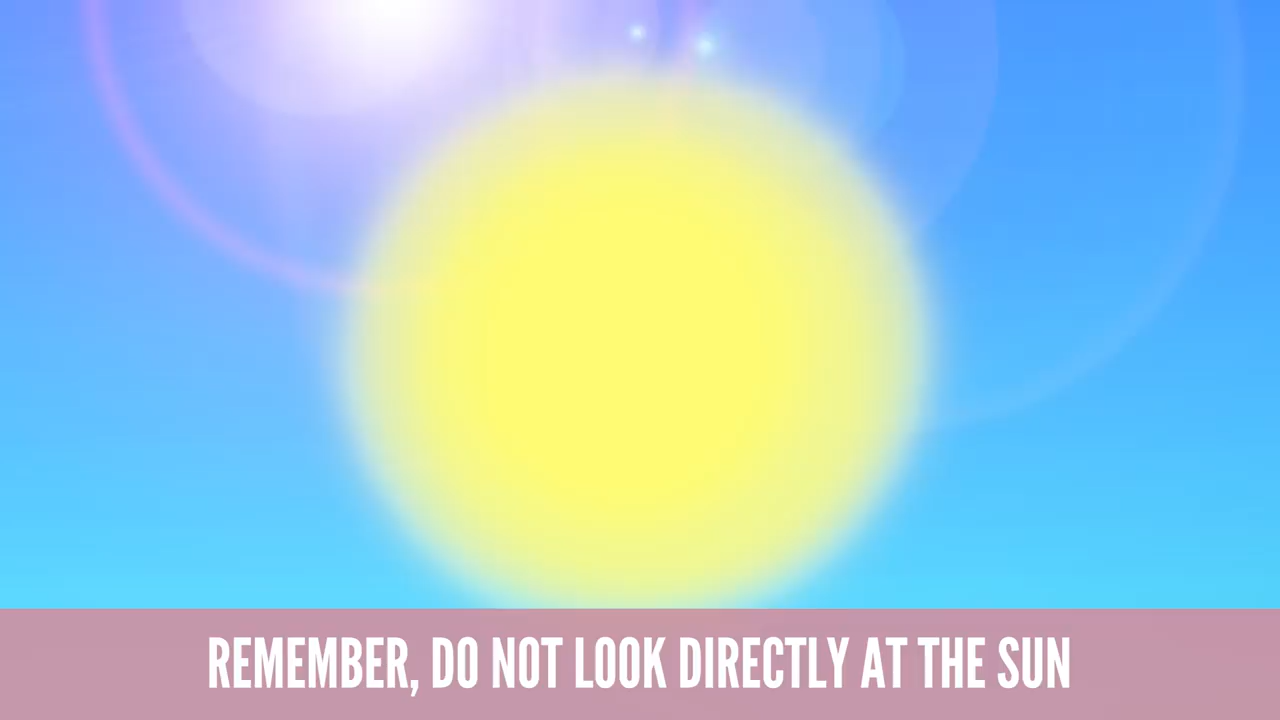 REMEMBER, DO NOT LOOK DIRECTLY AT THE SUN